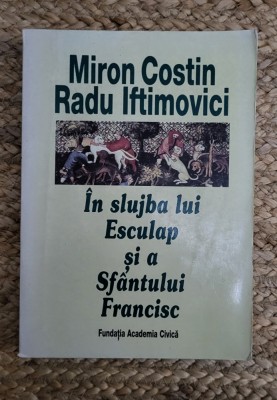 Miron Costin
Radu Iftimovici
În slujba lui
Esculap
și a
Sfântului
Francisc
Fundația Academia Civică